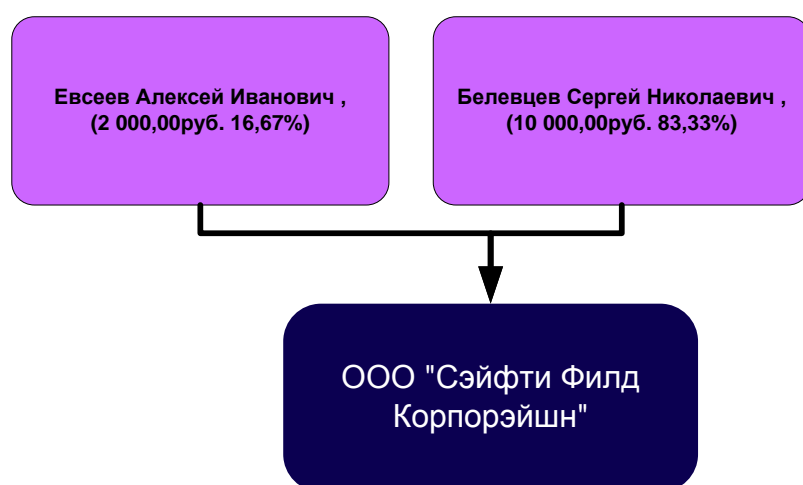 Евсеев Алексей Иванович ,
(2 000,00руб. 16,67%)
Белевцев Сергей Николаевич ,
(10 000,00руб. 83,33%)
ООО "Сэйфти Филд
Корпорэйшн"